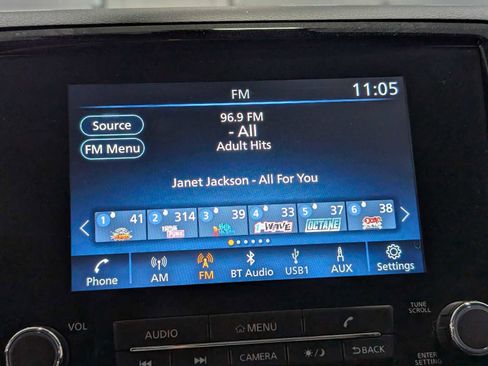 FM
11:05
Source
96.9 FM
- All
Adult Hits
FM Menu
Janet Jackson - All For You
1 41
2 314
3 39
4 33
5 37
6 38
1st WAVE
OCTANE
Phone
AM
FM
BT Audio
USB1
AUX
Settings
VOL
AUDIO
MENU
TUNE
SCROLL
CAMERA
BACK
ENTER
SETTING